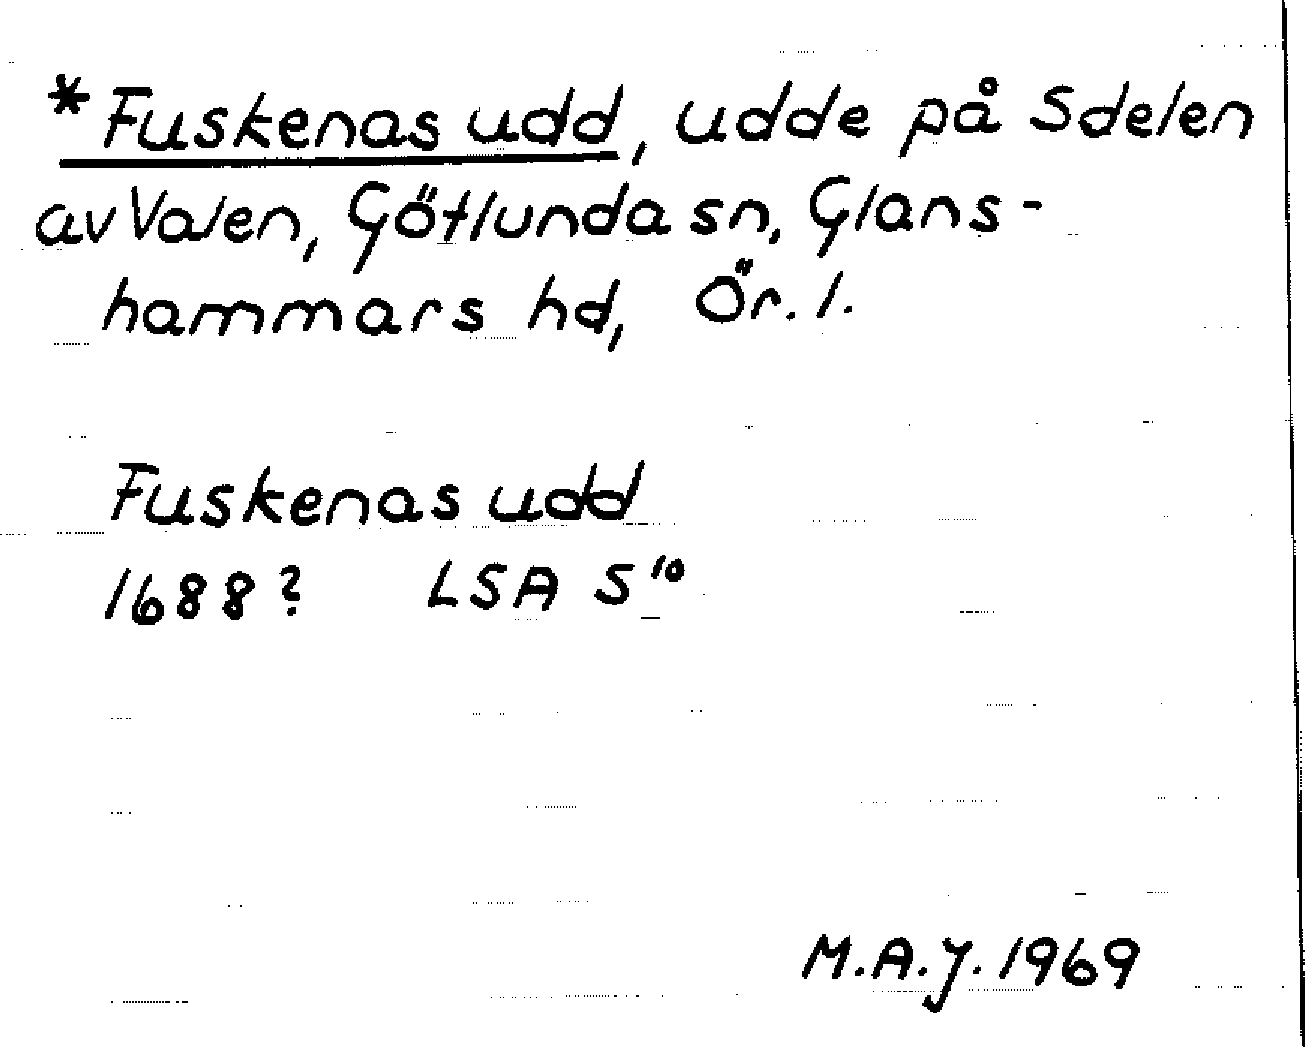 *Fuskenas udd, udde på Sdelen
av Valen, Götlunda sn, Glans-
hammars hd, Ör. l.
Fuskenas udd
1688? LSA S¹⁰
M.A.J. 1969